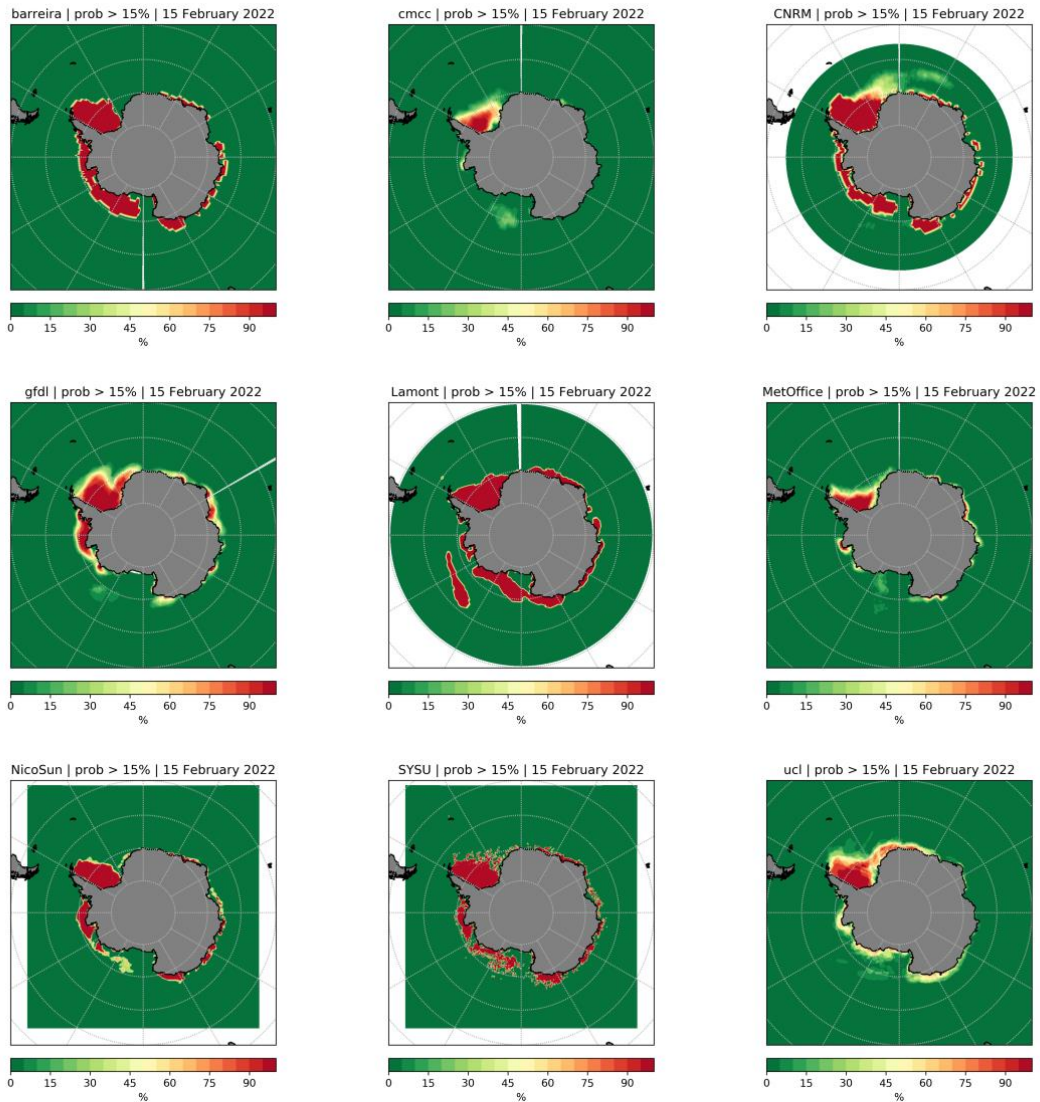 barreira | prob > 15% | 15 February 2022
cmcc | prob > 15% | 15 February 2022
CNRM | prob > 15% | 15 February 2022
0 15 30 45 60 75 90
%
0 15 30 45 60 75 90
%
0 15 30 45 60 75 90
%
gfdl | prob > 15% | 15 February 2022
Lamont | prob > 15% | 15 February 2022
MetOffice | prob > 15% | 15 February 2022
0 15 30 45 60 75 90
%
0 15 30 45 60 75 90
%
0 15 30 45 60 75 90
%
NicoSun | prob > 15% | 15 February 2022
SYSU | prob > 15% | 15 February 2022
ucl | prob > 15% | 15 February 2022
0 15 30 45 60 75 90
%
0 15 30 45 60 75 90
%
0 15 30 45 60 75 90
%